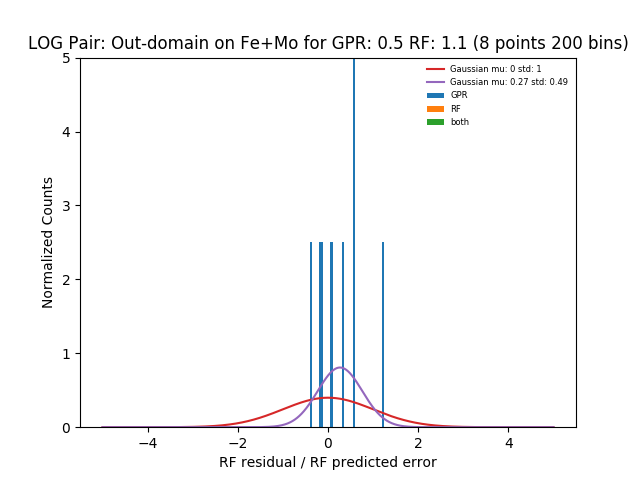 LOG Pair: Out-domain on Fe+Mo for GPR: 0.5 RF: 1.1 (8 points 200 bins)
Gaussian mu: 0 std: 1
Gaussian mu: 0.27 std: 0.49
GPR
RF
both
Normalized Counts
5
4
3
2
1
0
−4 −2 0 2 4
RF residual / RF predicted error